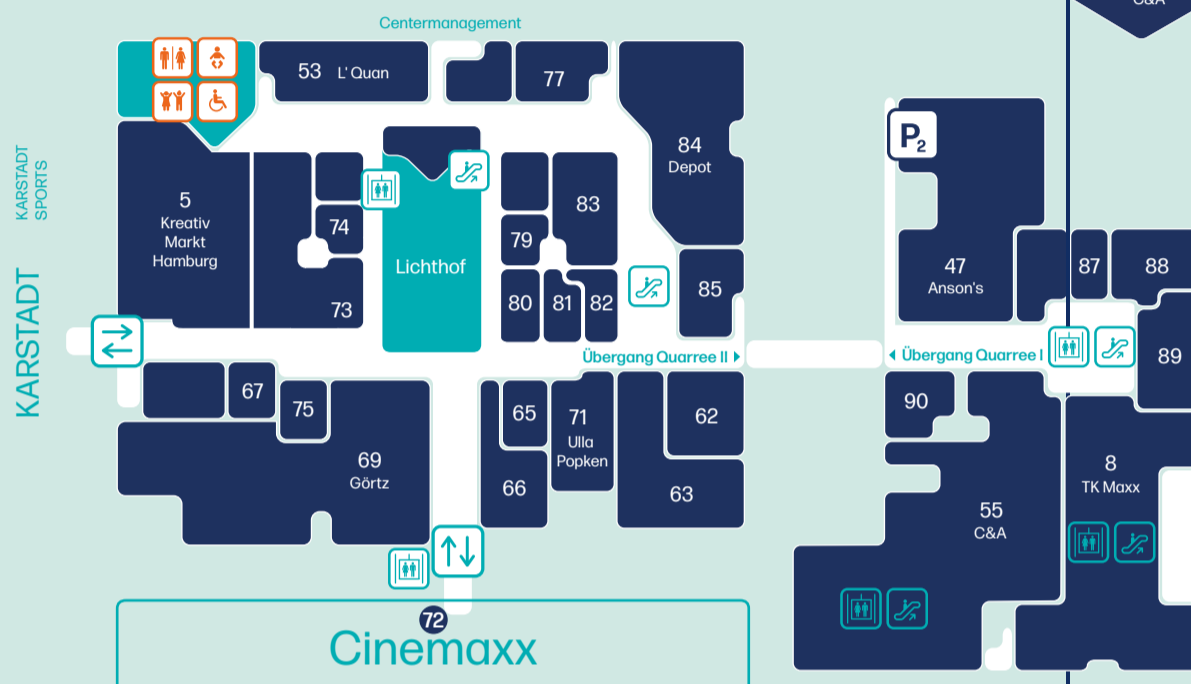 C&A
Centermanagement
53 L' Quan
77
84
Depot
P2
KARSTADT
SPORTS
KARSTADT
5
Kreativ
Markt
Hamburg
74
73
Lichthof
83
79
80
81
82
85
47
Anson's
87
88
89
Übergang Quarree II
Übergang Quarree I
67
75
69
Görtz
65
66
71
Ulla
Popken
62
63
90
55
C&A
8
TK Maxx
72
Cinemaxx